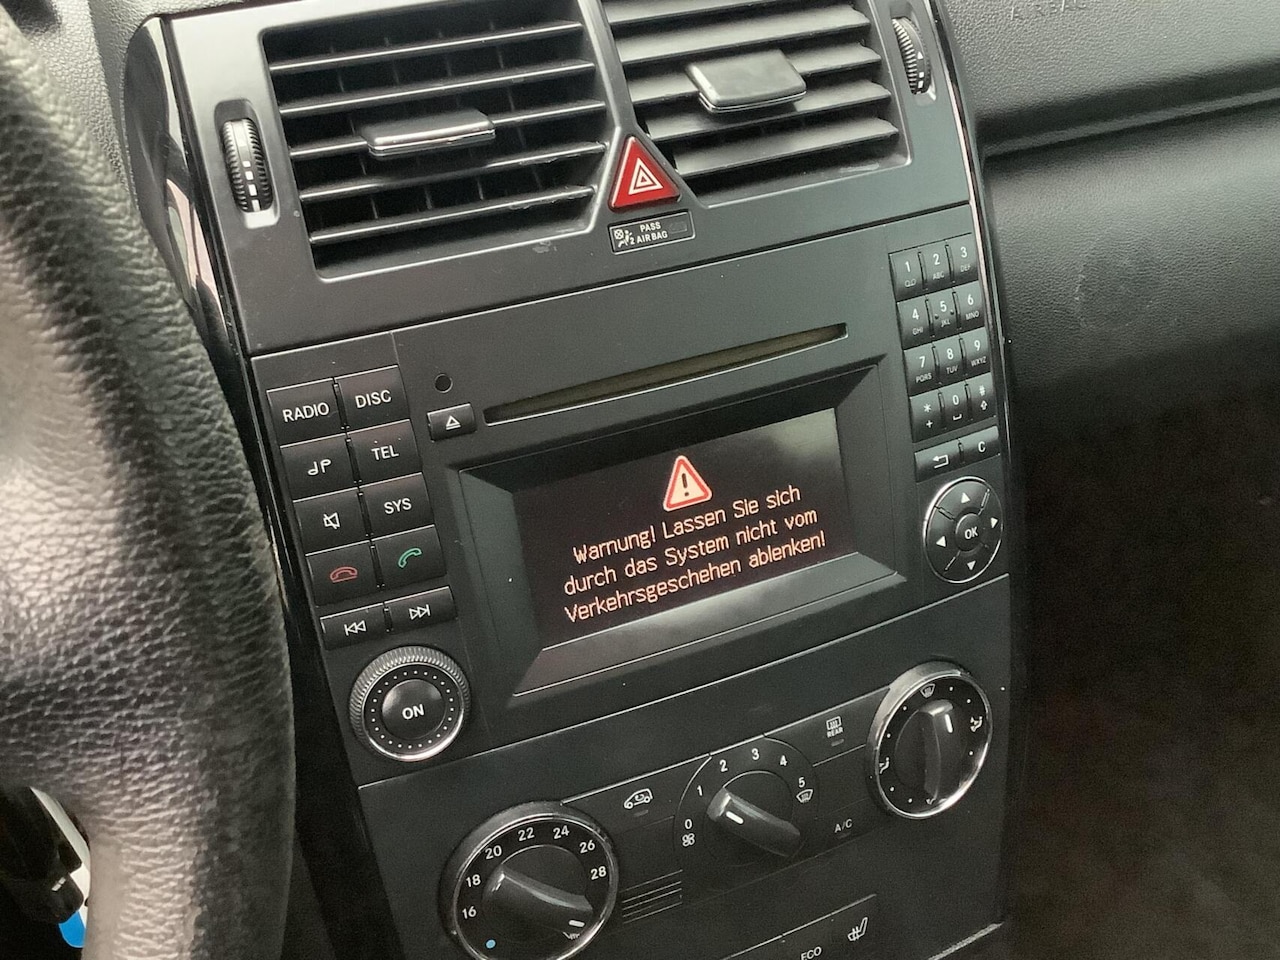 PASS
2 AIR BAG
RADIO
DISC
TEL
SYS
ON
1
2 ABC
3 DEF
4 GHI
5 JKL
6 MNO
7 PQRS
8 TUV
9 WXYZ
* 0 #
+
C
OK
Warnung! Lassen Sie sich
durch das System nicht vom
Verkehrsgeschehen ablenken!
16 18 20 22 24 26 28
0 1 2 3 4 5
REAR
A/C
ECO